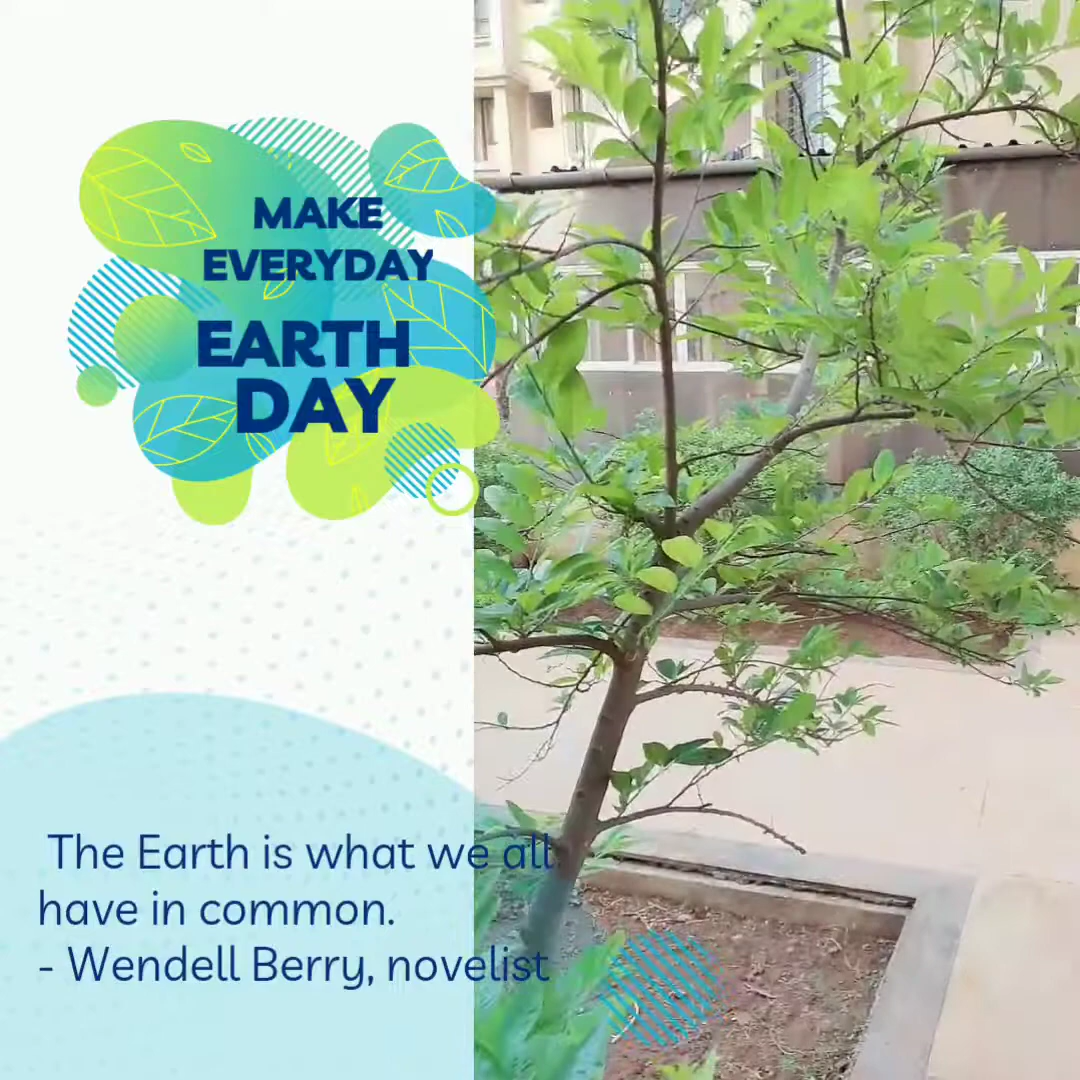 MAKE
EVERYDAY
EARTH
DAY
The Earth is what we all
have in common.
- Wendell Berry, novelist